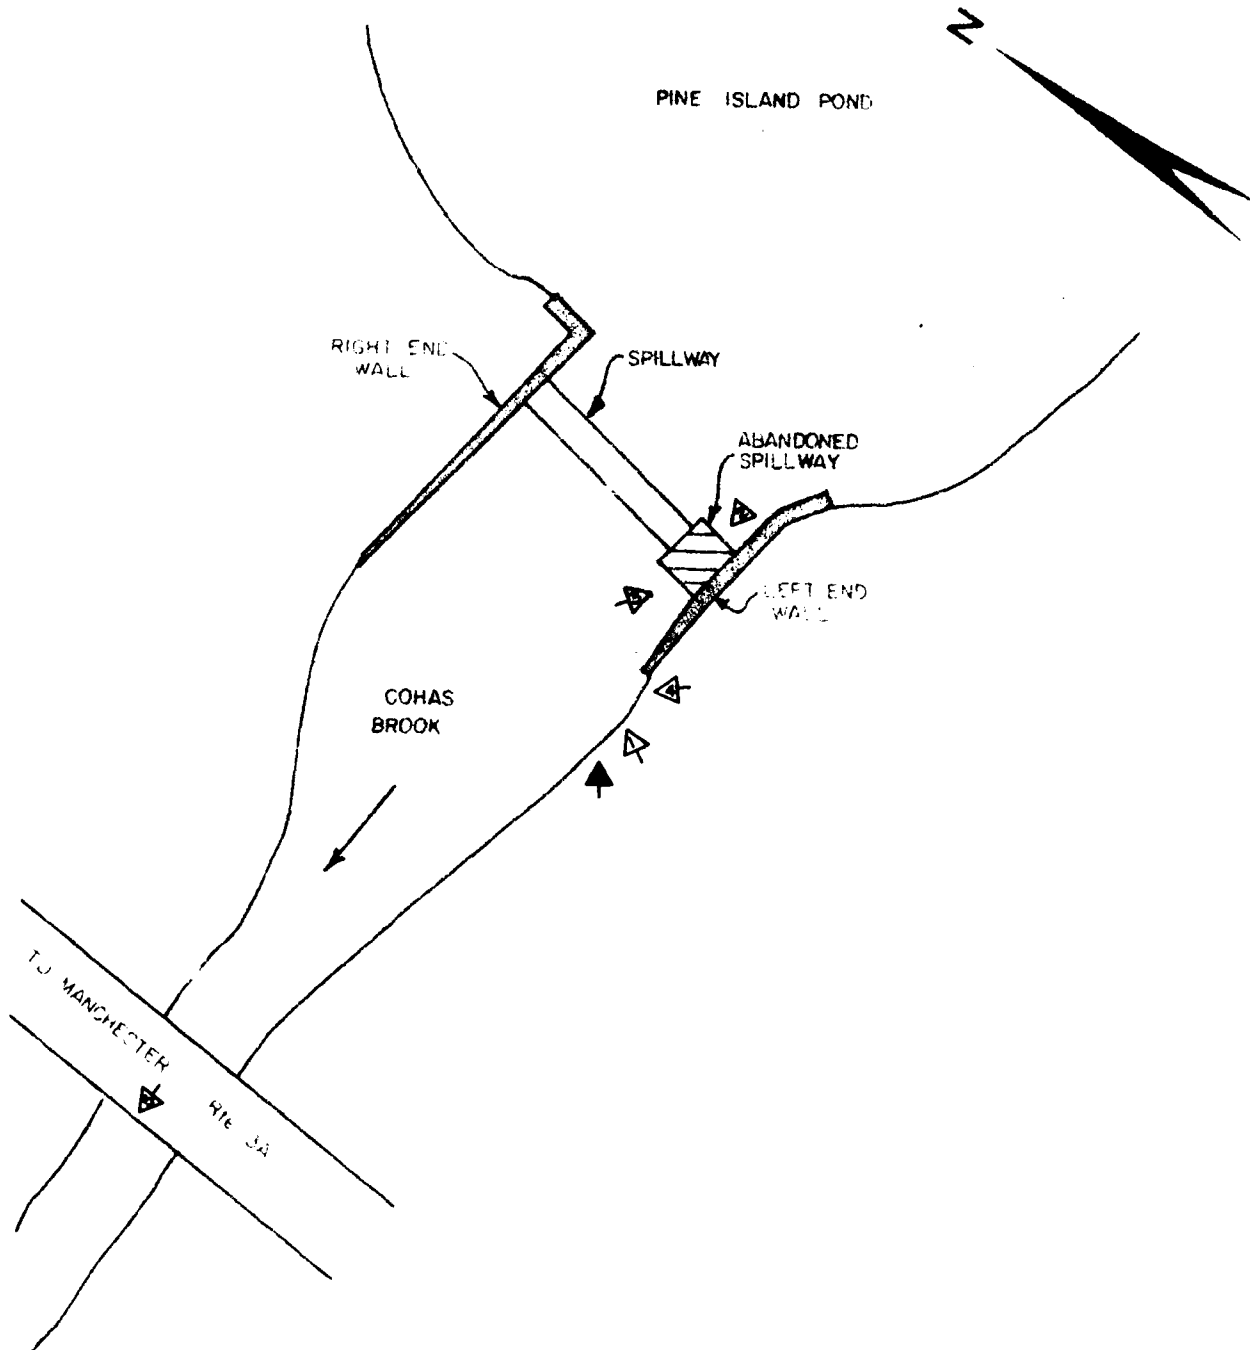 N
PINE ISLAND POND
RIGHT END
WALL
SPILLWAY
ABANDONED
SPILLWAY
LEFT END
WALL
COHAS
BROOK
TO MANCHESTER
RTE 3A